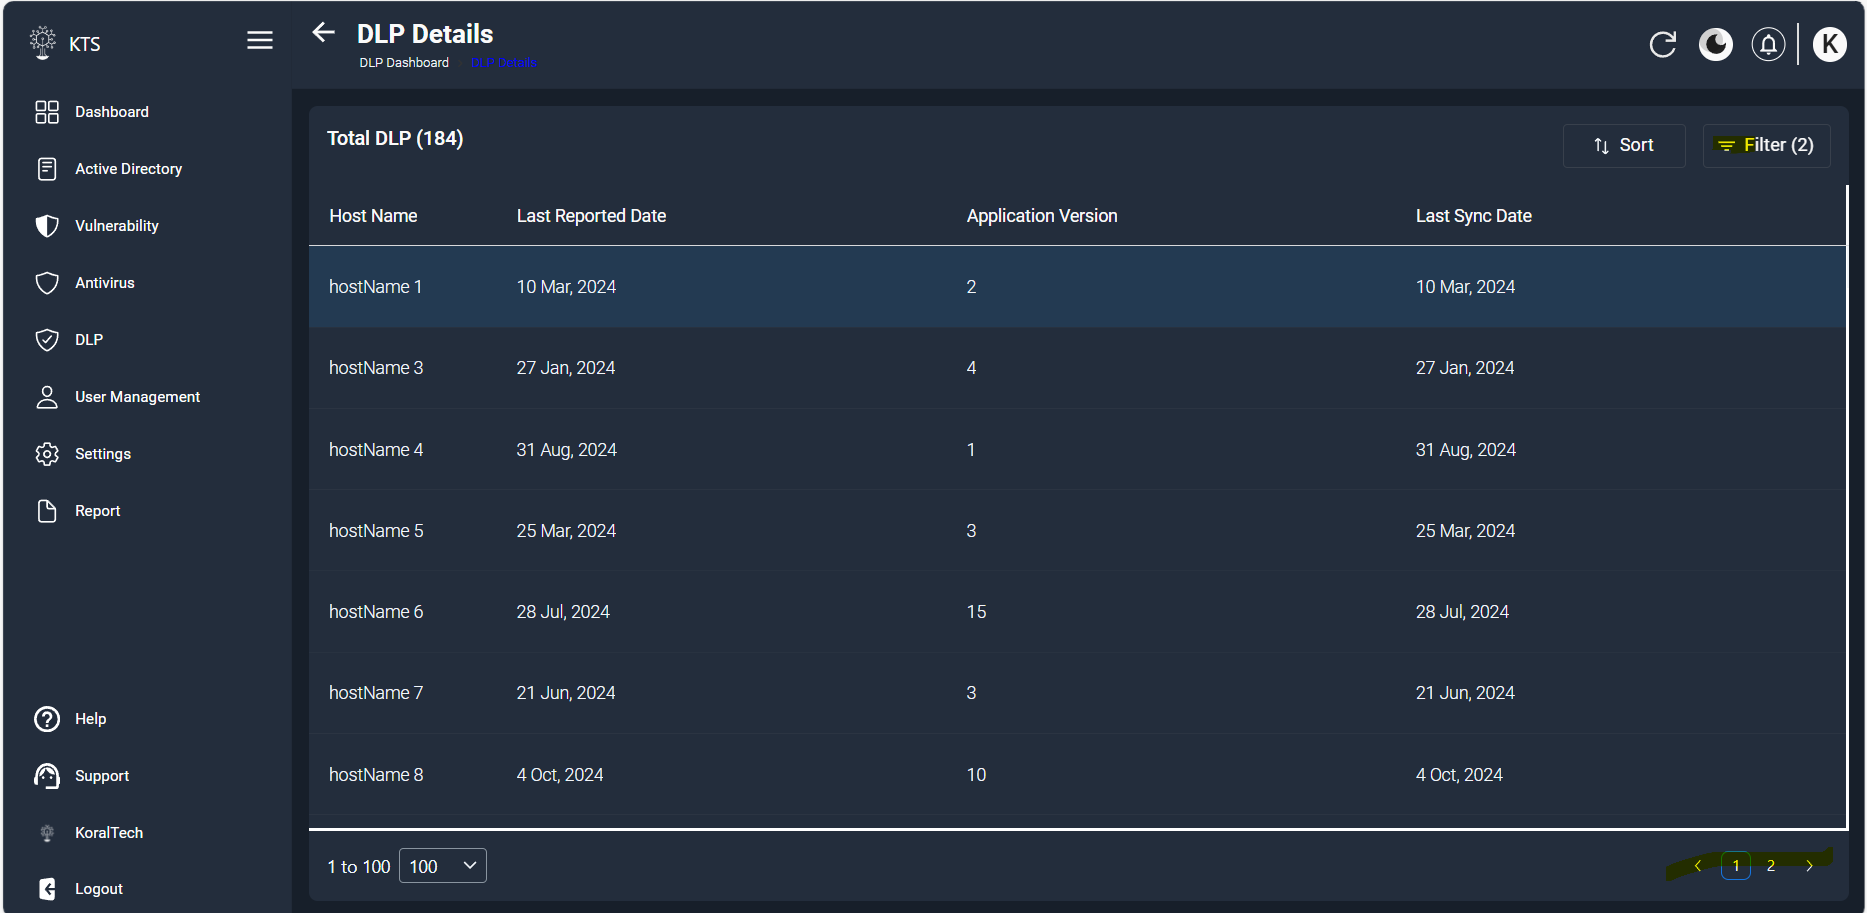 KTS
Dashboard
Active Directory
Vulnerability
Antivirus
DLP
User Management
Settings
Report
Help
Support
KoralTech
Logout
DLP Details
DLP Dashboard DLP Details
K
Total DLP (184)
Sort Filter (2)
Host Name Last Reported Date Application Version Last Sync Date
hostName 1 10 Mar, 2024 2 10 Mar, 2024
hostName 3 27 Jan, 2024 4 27 Jan, 2024
hostName 4 31 Aug, 2024 1 31 Aug, 2024
hostName 5 25 Mar, 2024 3 25 Mar, 2024
hostName 6 28 Jul, 2024 15 28 Jul, 2024
hostName 7 21 Jun, 2024 3 21 Jun, 2024
hostName 8 4 Oct, 2024 10 4 Oct, 2024
1 to 100 100 1 2